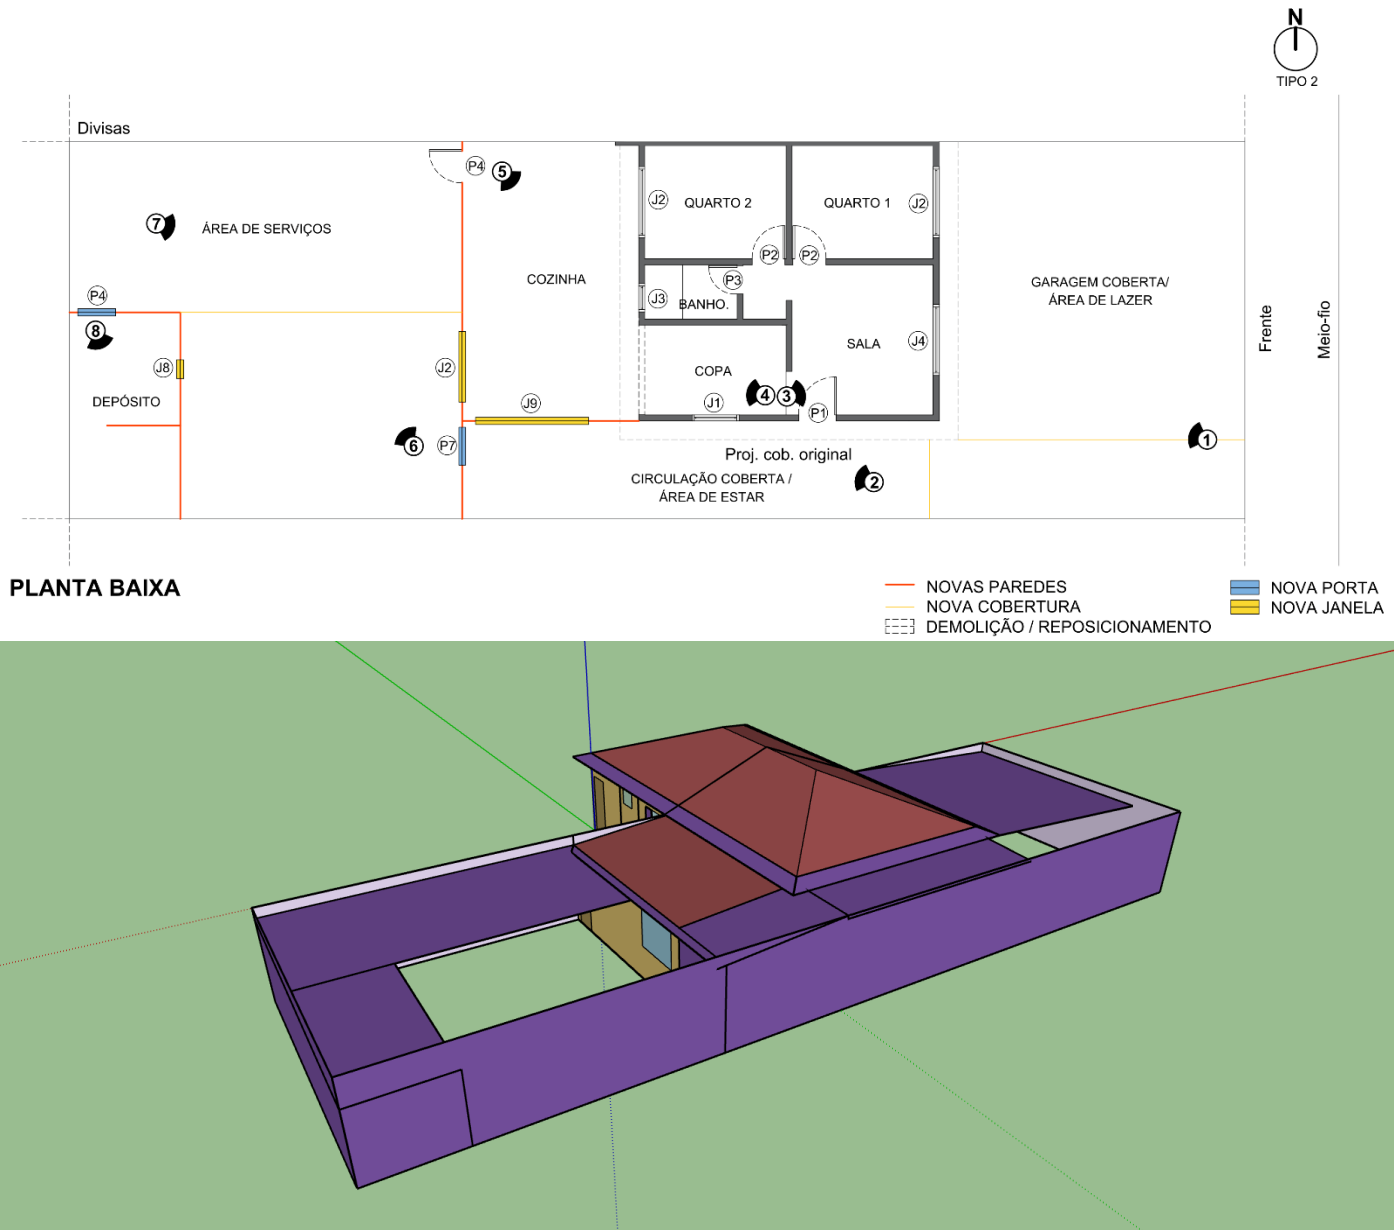 N
TIPO 2
Divisas
P4
5
7
ÁREA DE SERVIÇOS
J2
QUARTO 2
QUARTO 1
J2
P2
P2
COZINHA
P3
GARAGEM COBERTA/
ÁREA DE LAZER
P4
J3
BANHO.
8
Frente
Meio-fio
J8
J2
COPA
SALA
J4
DEPÓSITO
J9
J1
4
3
P1
6
P7
1
Proj. cob. original
CIRCULAÇÃO COBERTA /
ÁREA DE ESTAR
2
PLANTA BAIXA
NOVAS PAREDES
NOVA COBERTURA
DEMOLIÇÃO / REPOSICIONAMENTO
NOVA PORTA
NOVA JANELA